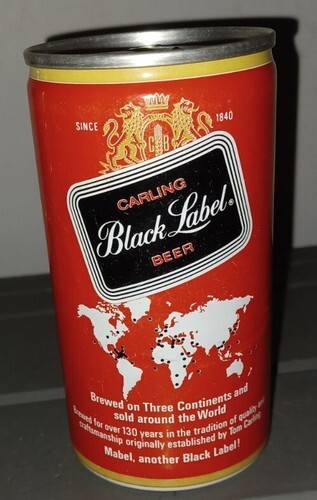 SINCE 1840
CB
CARLING
Black Label®
BEER
Brewed on Three Continents and
sold around the World
Brewed for over 130 years in the tradition of quality and
craftsmanship originally established by Tom Carling.
Mabel, another Black Label!